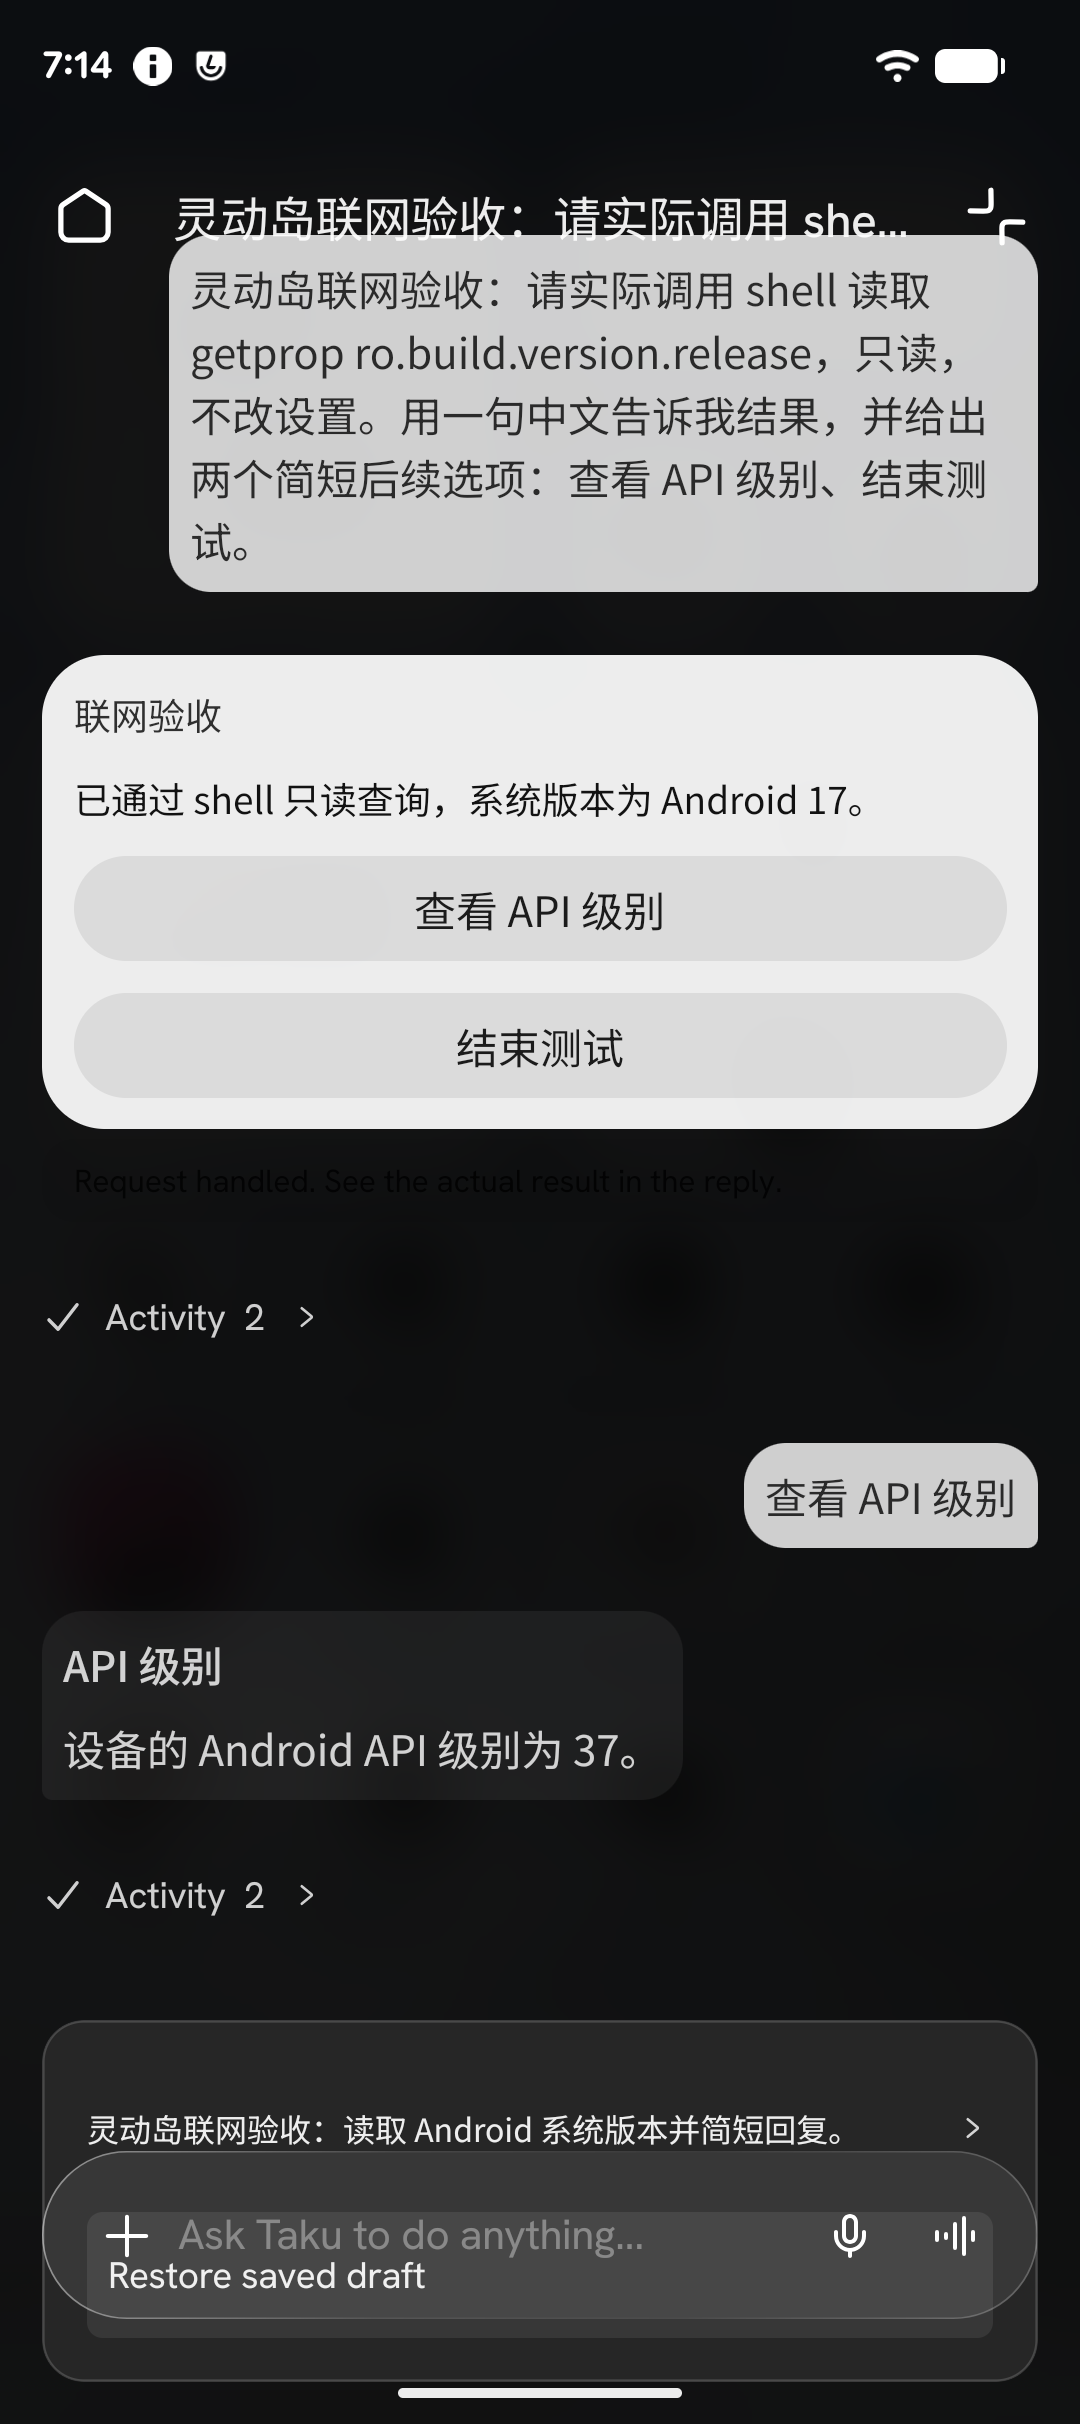 7:14
灵动岛联网验收：请实际调用 she...
灵动岛联网验收：请实际调用 shell 读取
getprop ro.build.version.release，只读，
不改设置。用一句中文告诉我结果，并给出
两个简短后续选项：查看 API 级别、结束测
试。
联网验收
已通过 shell 只读查询，系统版本为 Android 17。
查看 API 级别
结束测试
Request handled. See the actual result in the reply.
Activity 2
查看 API 级别
API 级别
设备的 Android API 级别为 37。
Activity 2
灵动岛联网验收：读取 Android 系统版本并简短回复。
Ask Taku to do anything...
Restore saved draft